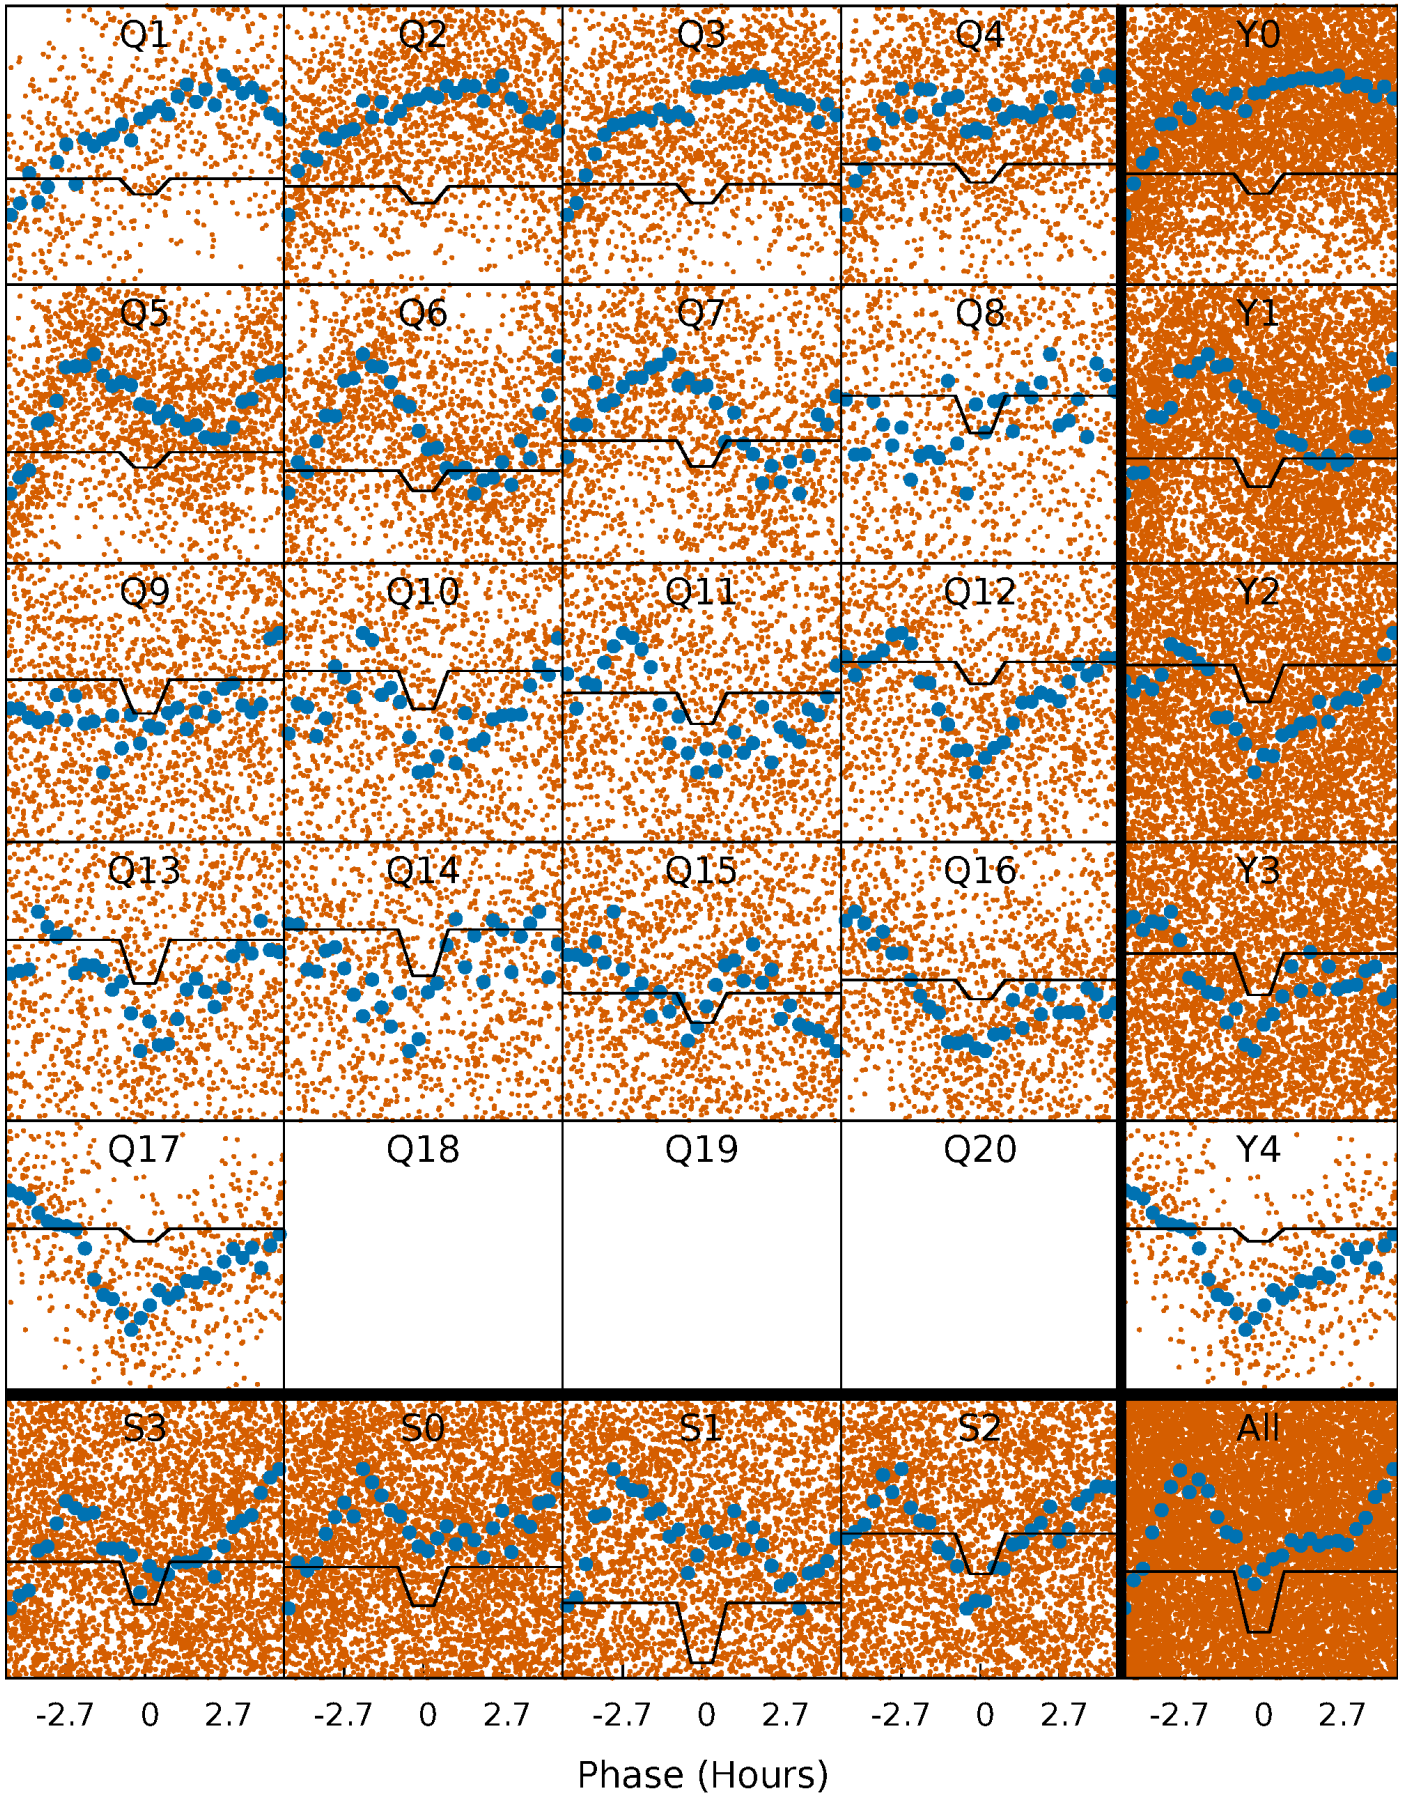 Q1 Q2 Q3 Q4 Y0
Q5 Q6 Q7 Q8 Y1
Q9 Q10 Q11 Q12 Y2
Q13 Q14 Q15 Q16 Y3
Q17 Q18 Q19 Q20 Y4
S3 S0 S1 S2 All
-2.7 0 2.7 -2.7 0 2.7 -2.7 0 2.7 -2.7 0 2.7 -2.7 0 2.7
Phase (Hours)